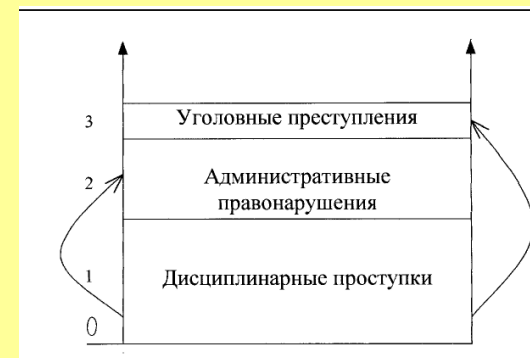 3
Уголовные преступления
2
Административные
правонарушения
1
Дисциплинарные проступки
0